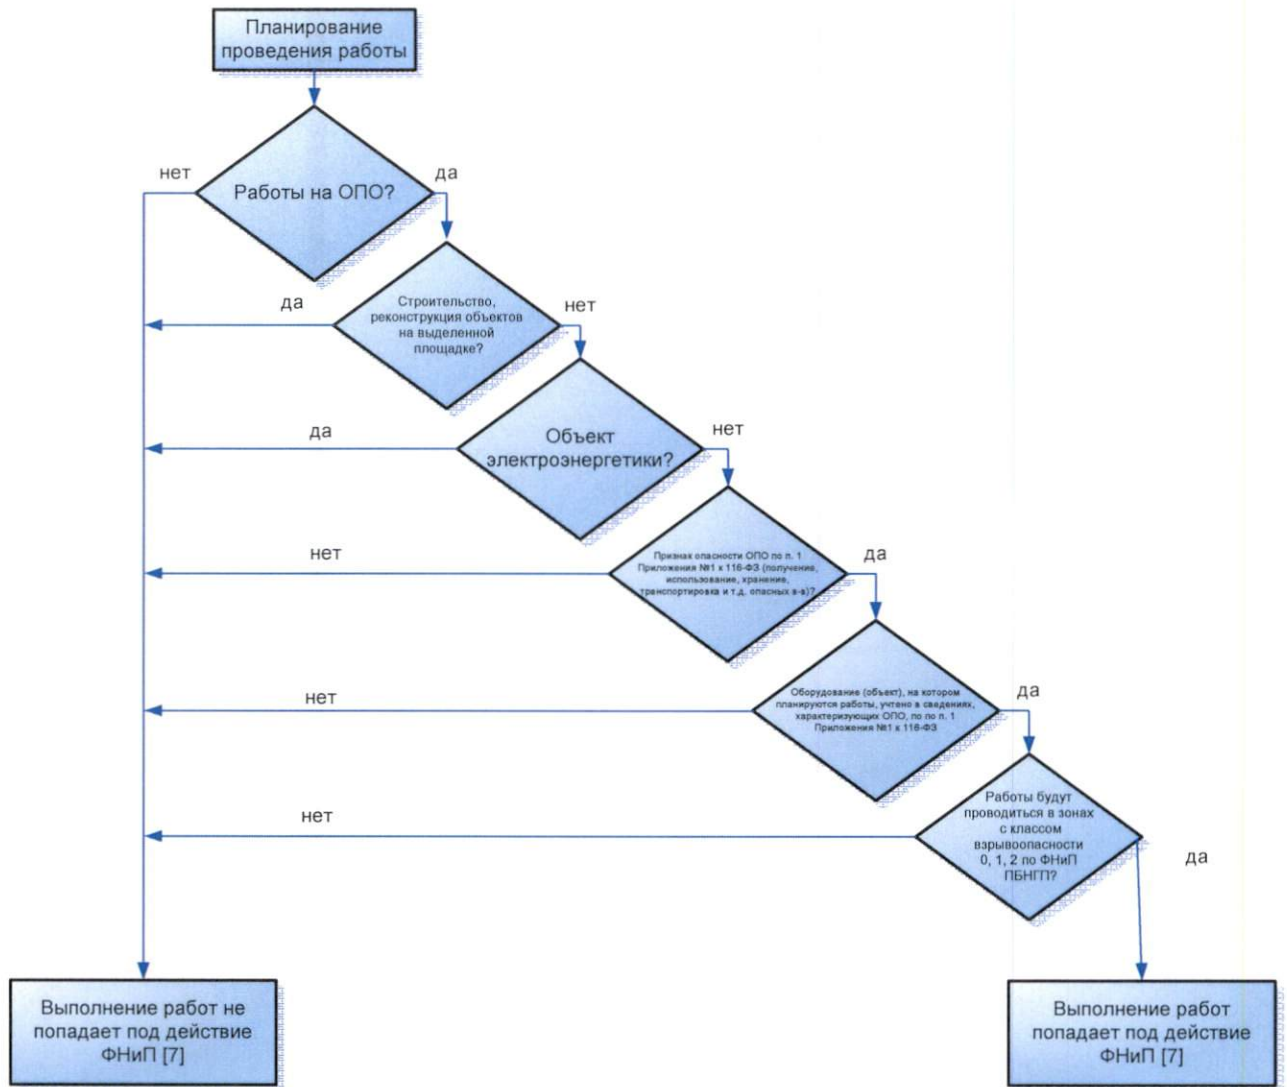 Планирование
проведения работы
нет
да
Работы на ОПО?
да
нет
Строительство,
реконструкция объектов
на выделенной
площадке?
да
нет
Объект
электроэнергетики?
нет
да
Признак опасности ОПО по п. 1
Приложения №1 к 116-ФЗ (получение,
использование, хранение,
транспортировка и т.д. опасных в-в)?
нет
да
Оборудование (объект), на котором
планируются работы, учтено в сведениях,
характеризующих ОПО, по по п. 1
Приложения №1 к 116-ФЗ
нет
да
Работы будут
проводиться в зонах
с классом
взрывоопасности
0, 1, 2 по ФНиП
ПБНГП?
Выполнение работ не
попадает под действие
ФНиП [7]
Выполнение работ
попадает под действие
ФНиП [7]